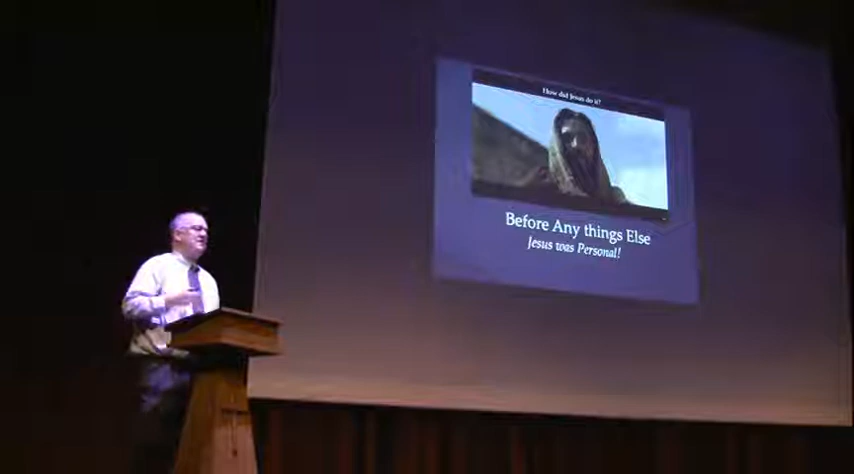 How did Jesus do it?
Before Any things Else
Jesus was Personal!